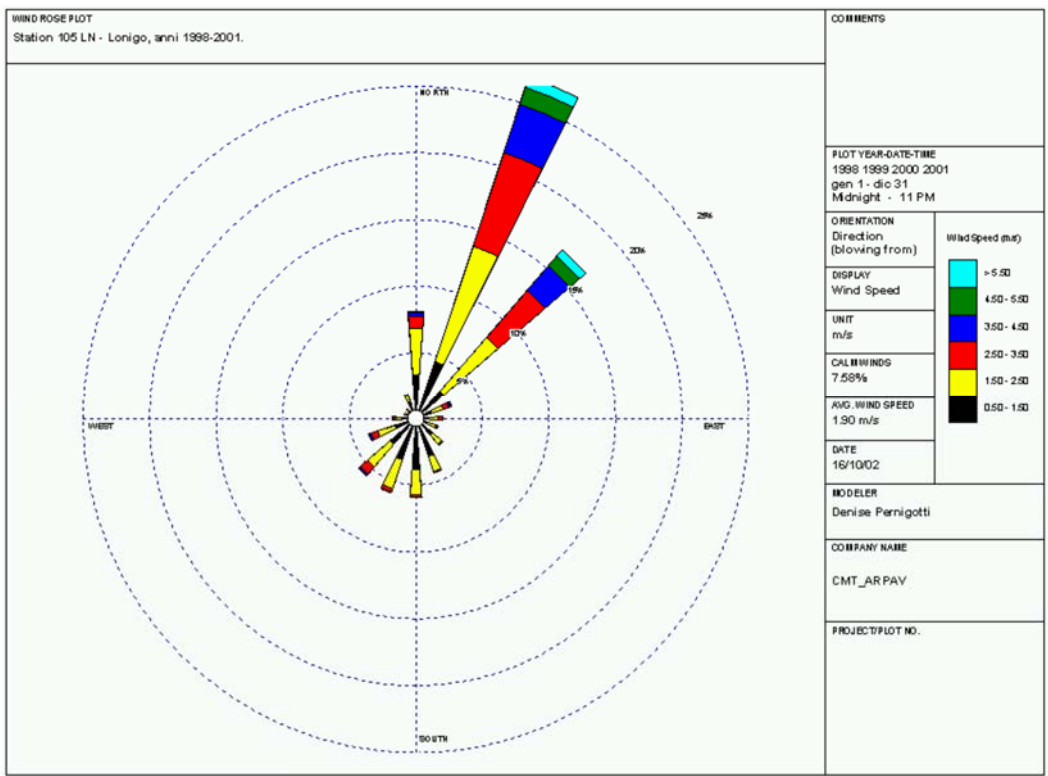 WIND ROSE PLOT
Station 105 LN - Lonigo, anni 1998-2001.
COMMENTS
PLOT YEAR-DATE-TIME
1998 1999 2000 2001
gen 1 - dic 31
Midnight - 11 PM
ORIENTATION
Direction
(blowing from)
DISPLAY
Wind Speed
UNIT
m/s
CALM WINDS
7.58%
AVG. WIND SPEED
1.90 m/s
DATE
16/10/02
Wind Speed (m/s)
> 5.50
4.50 - 5.50
3.50 - 4.50
2.50 - 3.50
1.50 - 2.50
0.50 - 1.50
MODELER
Denise Pernigotti
COMPANY NAME
CMT_ARPAV
PROJECT/PLOT NO.
NORTH
25%
20%
15%
10%
5%
WEST
EAST
SOUTH